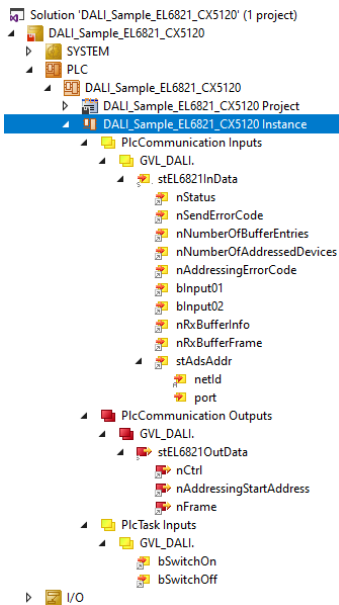 Solution 'DALI_Sample_EL6821_CX5120' (1 project)
DALI_Sample_EL6821_CX5120
SYSTEM
PLC
DALI_Sample_EL6821_CX5120
DALI_Sample_EL6821_CX5120 Project
DALI_Sample_EL6821_CX5120 Instance
PlcCommunication Inputs
GVL_DALI.
stEL6821InData
nStatus
nSendErrorCode
nNumberOfBufferEntries
nNumberOfAddressedDevices
nAddressingErrorCode
bInput01
bInput02
nRxBufferInfo
nRxBufferFrame
stAdsAddr
netId
port
PlcCommunication Outputs
GVL_DALI.
stEL6821OutData
nCtrl
nAddressingStartAddress
nFrame
PlcTask Inputs
GVL_DALI.
bSwitchOn
bSwitchOff
I/O